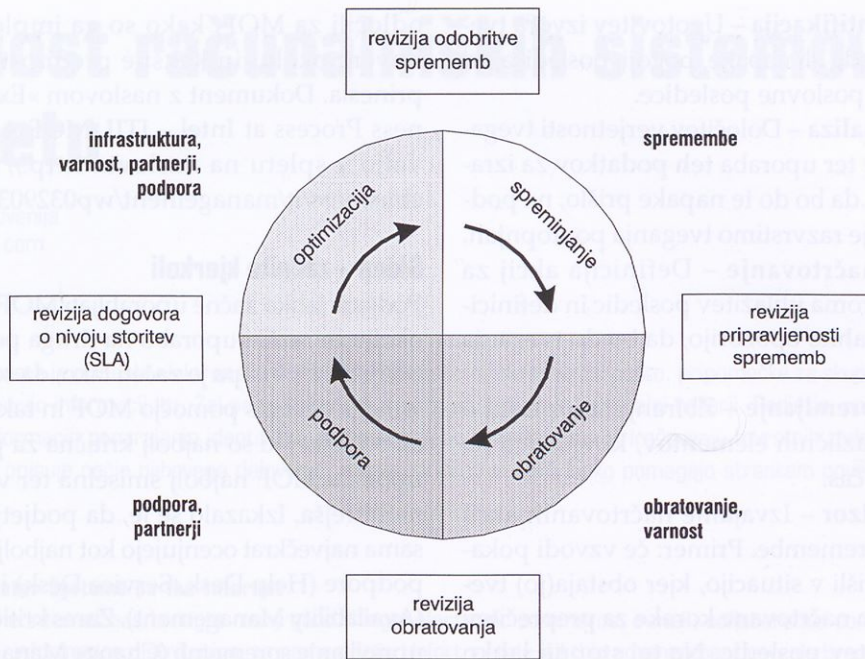 revizija odobritve
sprememb
infrastruktura,
varnost, partnerji,
podpora
spremembe
optimizacija
spreminjanje
revizija dogovora
o nivoju storitev
(SLA)
revizija
pripravljenosti
sprememb
podpora
obratovanje
podpora,
partnerji
obratovanje,
varnost
revizija
obratovanja